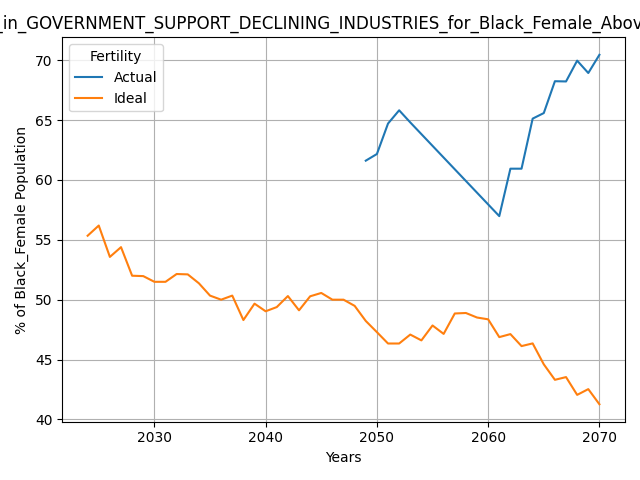 _in_GOVERNMENT_SUPPORT_DECLINING_INDUSTRIES_for_Black_Female_Abov
Fertility
Actual
Ideal
% of Black_Female Population
70
65
60
55
50
45
40
2030
2040
2050
2060
2070
Years